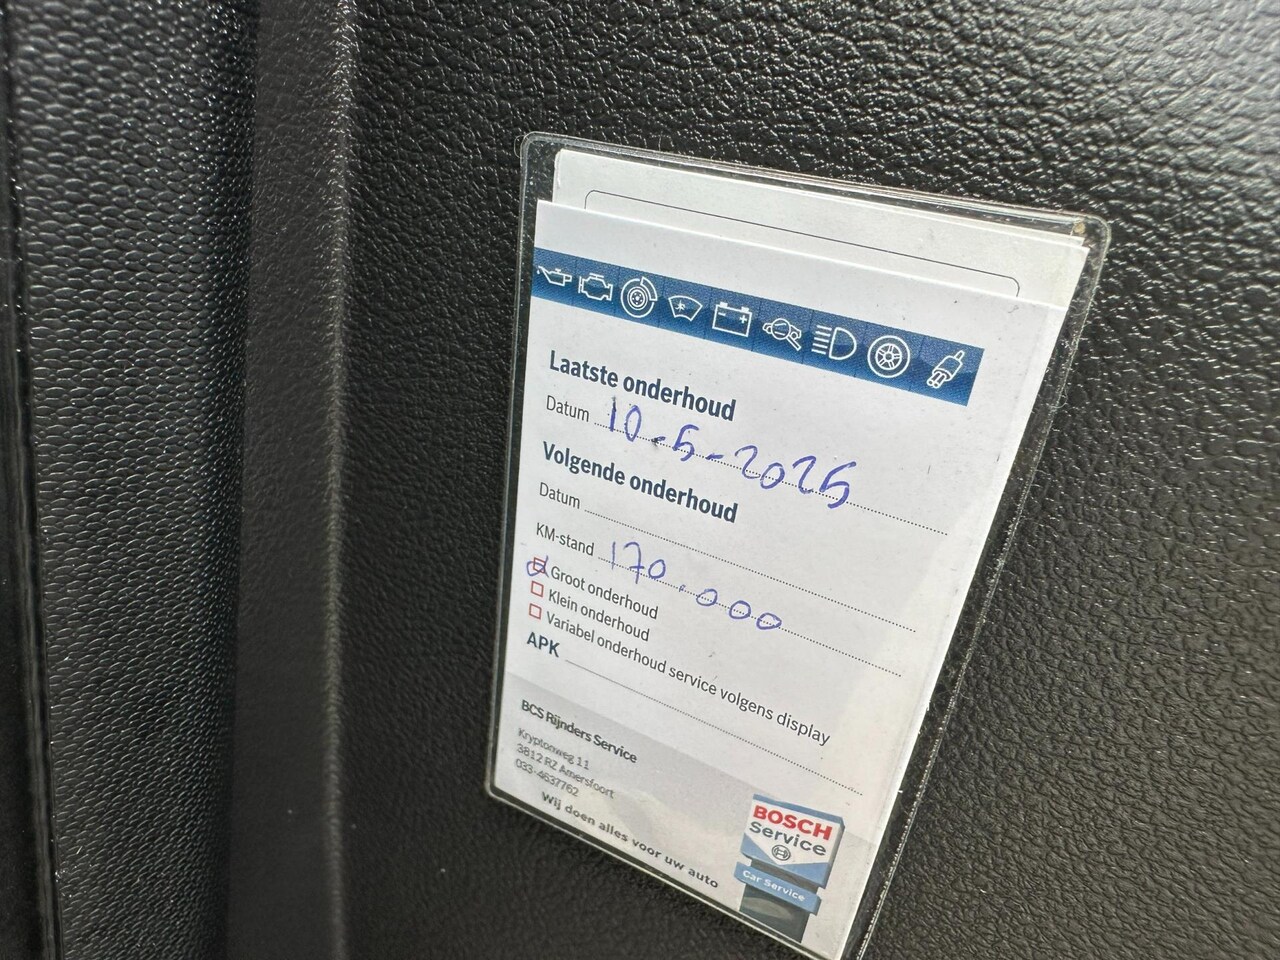 Laatste onderhoud
Datum 10-5-2025
Volgende onderhoud
Datum
KM-stand 170.000
Groot onderhoud
Klein onderhoud
Variabel onderhoud service volgens display
APK
BCS Rijnders Service
Kryptonweg 11
3812 RZ Amersfoort
033-4637762
Wij doen alles voor uw auto
BOSCH
Service
Car Service